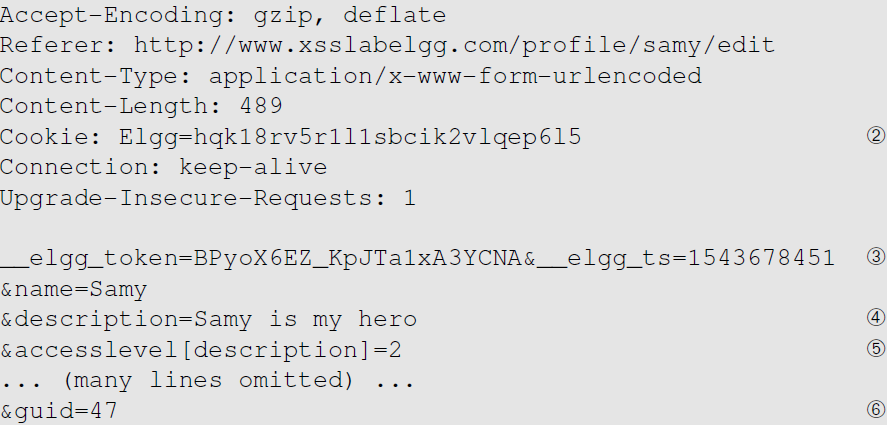 Accept-Encoding: gzip, deflate
Referer: http://www.xsslabelgg.com/profile/samy/edit
Content-Type: application/x-www-form-urlencoded
Content-Length: 489
Cookie: Elgg=hqk18rv5r1l1sbcik2vlqep6l5 ②
Connection: keep-alive
Upgrade-Insecure-Requests: 1
__elgg_token=BPyoX6EZ_KpJTa1xA3YCNA&__elgg_ts=1543678451 ③
&name=Samy
&description=Samy is my hero ④
&accesslevel[description]=2 ⑤
... (many lines omitted) ...
&guid=47 ⑥